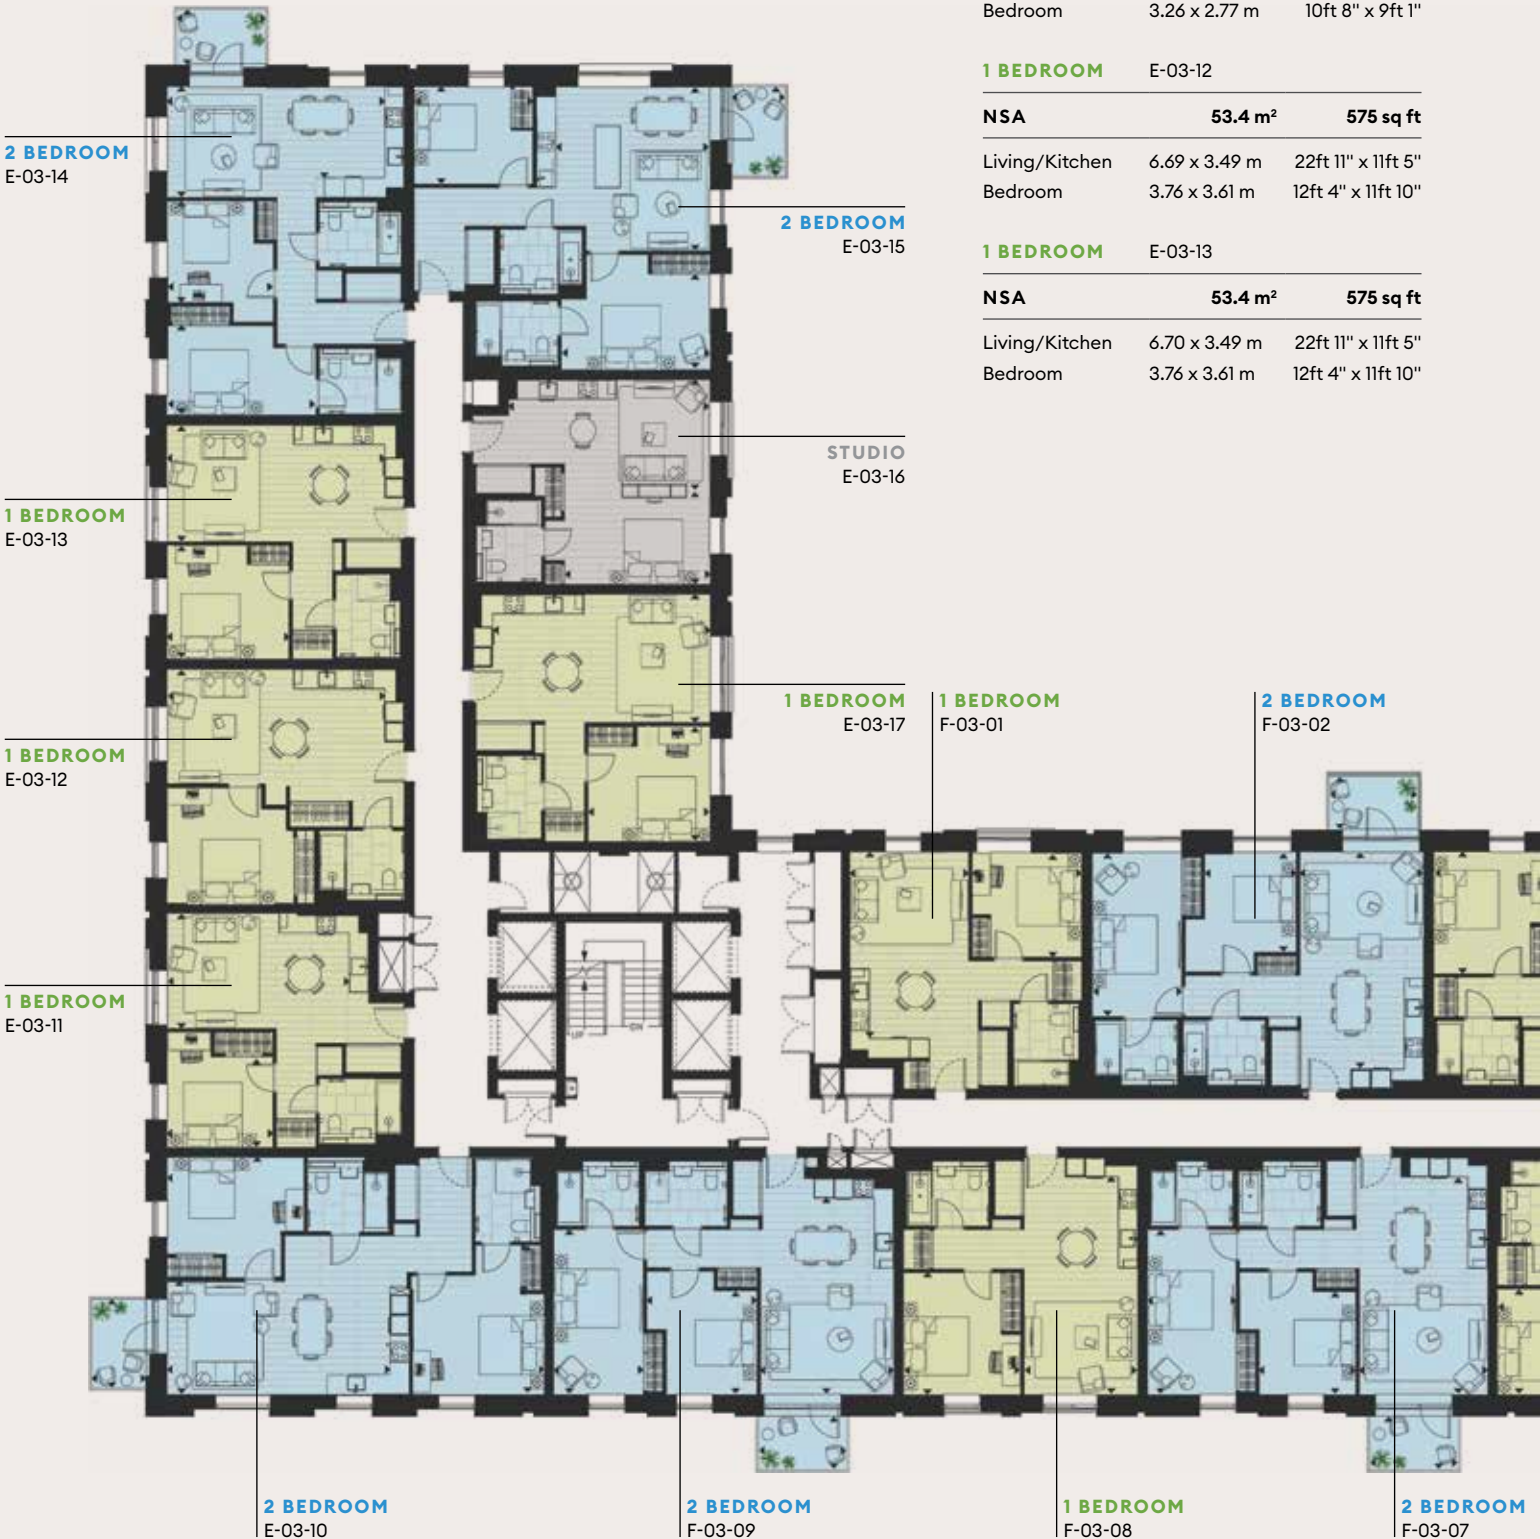 Bedroom 3.26 x 2.77 m 10ft 8" x 9ft 1"
1 BEDROOM E-03-12
NSA 53.4 m² 575 sq ft
Living/Kitchen 6.69 x 3.49 m 22ft 11" x 11ft 5"
Bedroom 3.76 x 3.61 m 12ft 4" x 11ft 10"
1 BEDROOM E-03-13
NSA 53.4 m² 575 sq ft
Living/Kitchen 6.70 x 3.49 m 22ft 11" x 11ft 5"
Bedroom 3.76 x 3.61 m 12ft 4" x 11ft 10"
2 BEDROOM
E-03-14
2 BEDROOM
E-03-15
STUDIO
E-03-16
1 BEDROOM
E-03-13
1 BEDROOM
E-03-17
1 BEDROOM
F-03-01
2 BEDROOM
F-03-02
1 BEDROOM
E-03-12
1 BEDROOM
E-03-11
2 BEDROOM
E-03-10
2 BEDROOM
F-03-09
1 BEDROOM
F-03-08
2 BEDROOM
F-03-07